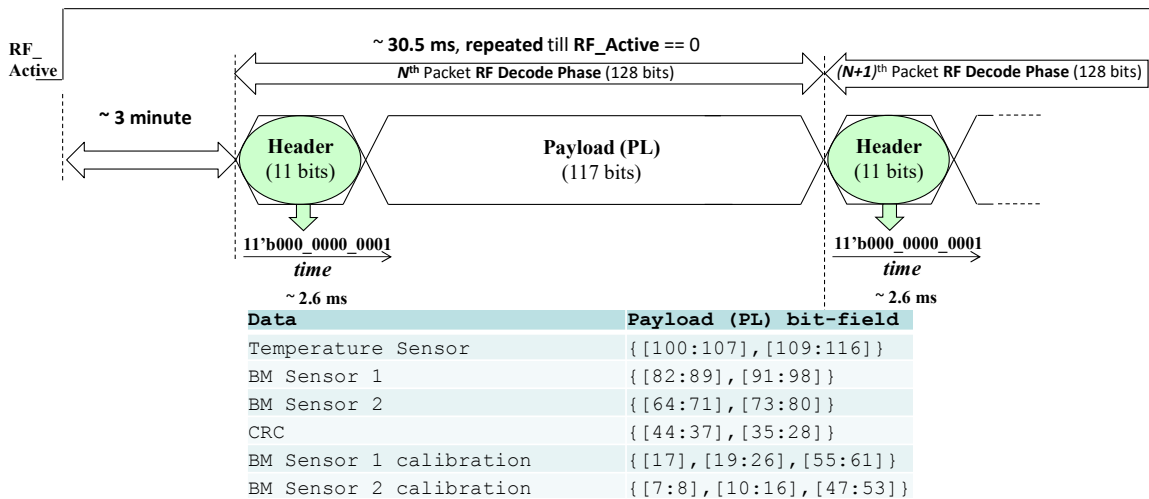 RF_
Active
~ 30.5 ms, repeated till RF_Active == 0
Nth Packet RF Decode Phase (128 bits)
(N+1)th Packet RF Decode Phase (128 bits)
~ 3 minute
Header
(11 bits)
Payload (PL)
(117 bits)
Header
(11 bits)
11’b000_0000_0001
time
~ 2.6 ms
11’b000_0000_0001
time
~ 2.6 ms
Data Payload (PL) bit-field
Temperature Sensor {[100:107],[109:116]}
BM Sensor 1 {[82:89],[91:98]}
BM Sensor 2 {[64:71],[73:80]}
CRC {[44:37],[35:28]}
BM Sensor 1 calibration {[17],[19:26],[55:61]}
BM Sensor 2 calibration {[7:8],[10:16],[47:53]}